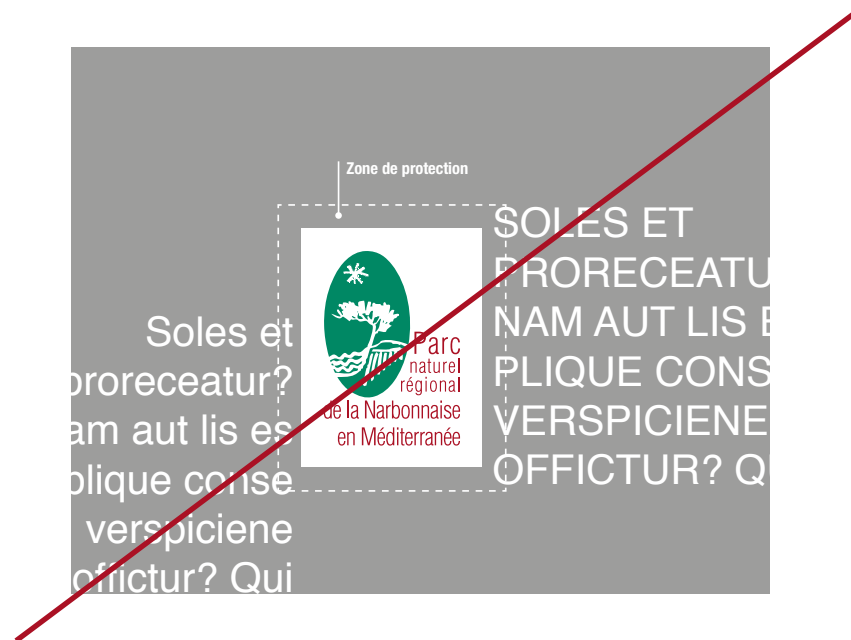 Zone de protection
Soles et
proreceatur?
am aut lis es
plique conse
verspiciene
offictur? Qui
Parc
naturel
régional
de la Narbonnaise
en Méditerranée
SOLES ET
PRORECEATU
NAM AUT LIS E
PLIQUE CONS
VERSPICIENE
OFFICTUR? QU